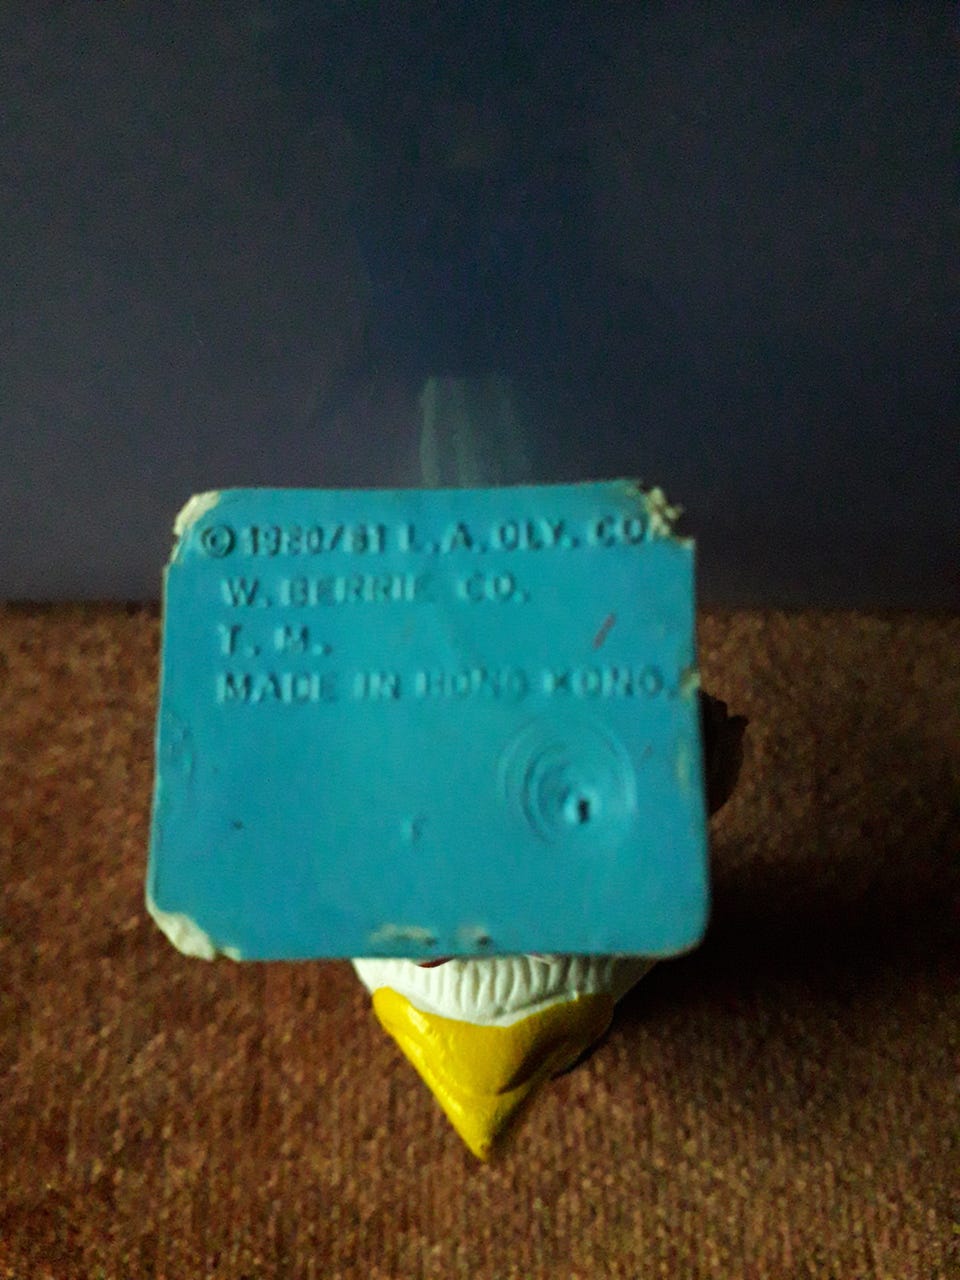 © 1980/81 L.A. OLY. CO.
W. BERRIE CO.
T. M.
MADE IN HONG KONG.